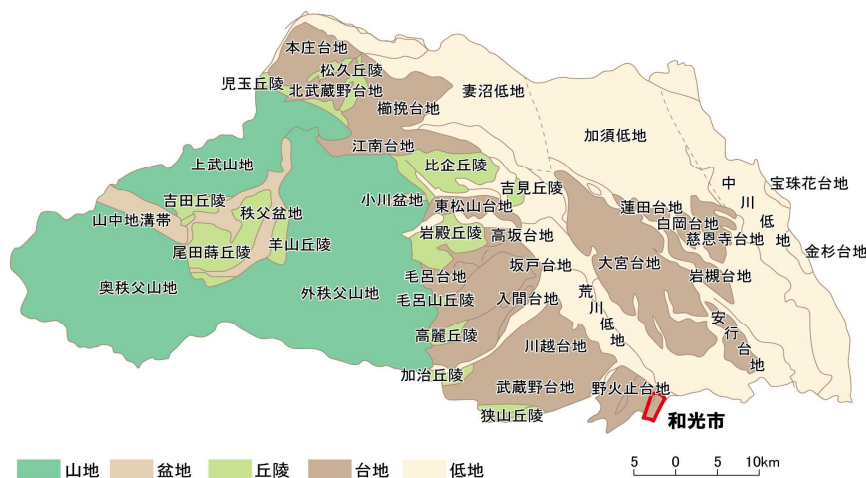 本庄台地
松久丘陵
児玉丘陵
北武蔵野台地
櫛挽台地
妻沼低地
加須低地
江南台地
上武山地
比企丘陵
吉見丘陵
中川低地
宝珠花台地
吉田丘陵
秩父盆地
小川盆地
東松山台地
蓮田台地
白岡台地
慈恩寺台地
山中地溝帯
羊山丘陵
岩殿丘陵
高坂台地
金杉台地
尾田蒔丘陵
毛呂台地
坂戸台地
大宮台地
岩槻台地
奥秩父山地
外秩父山地
毛呂山丘陵
入間台地
荒川低地
安行台地
高麗丘陵
川越台地
加治丘陵
武蔵野台地
野火止台地
狭山丘陵
和光市
山地 盆地 丘陵 台地 低地
5 0 5 10km